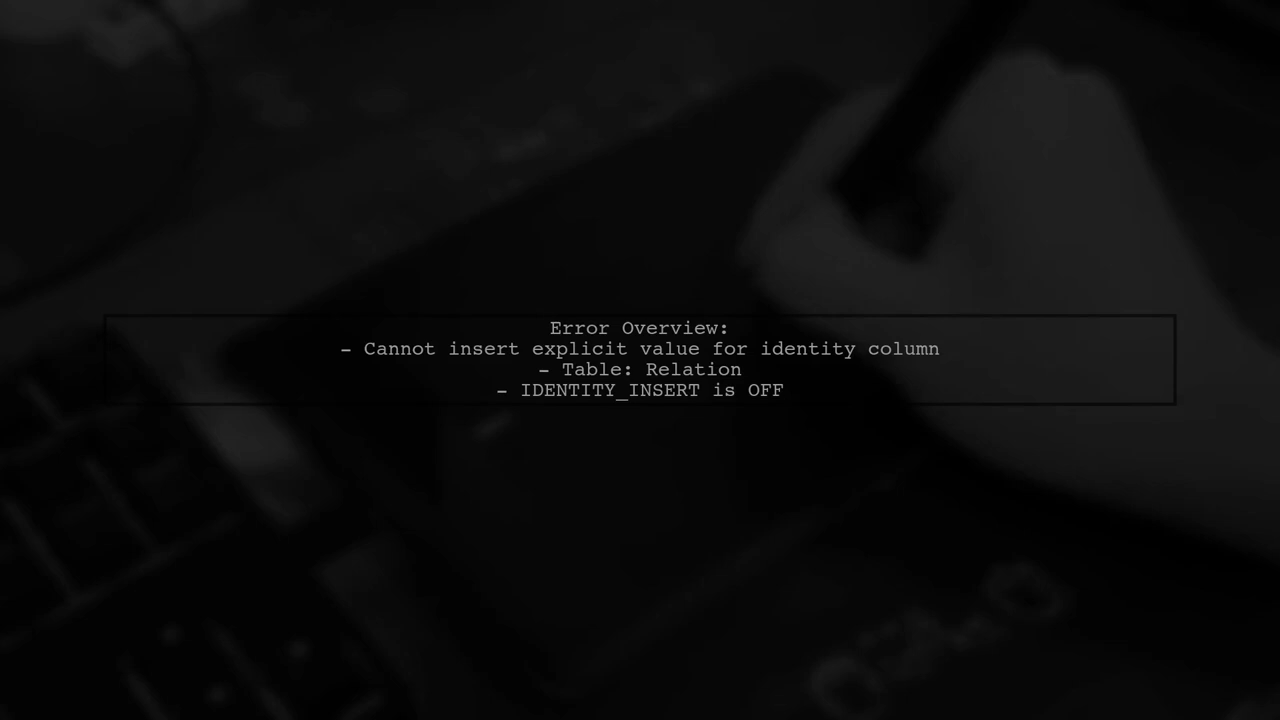 Error Overview:
- Cannot insert explicit value for identity column
- Table: Relation
- IDENTITY_INSERT is OFF